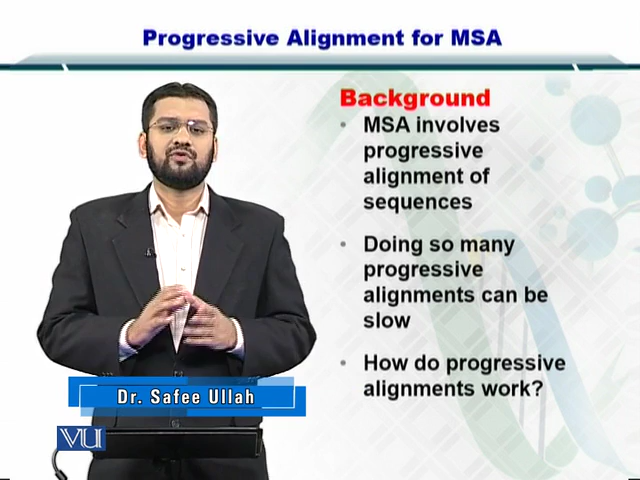 Progressive Alignment for MSA
Background
• MSA involves
progressive
alignment of
sequences
• Doing so many
progressive
alignments can be
slow
• How do progressive
alignments work?
Dr. Safee Ullah
VU